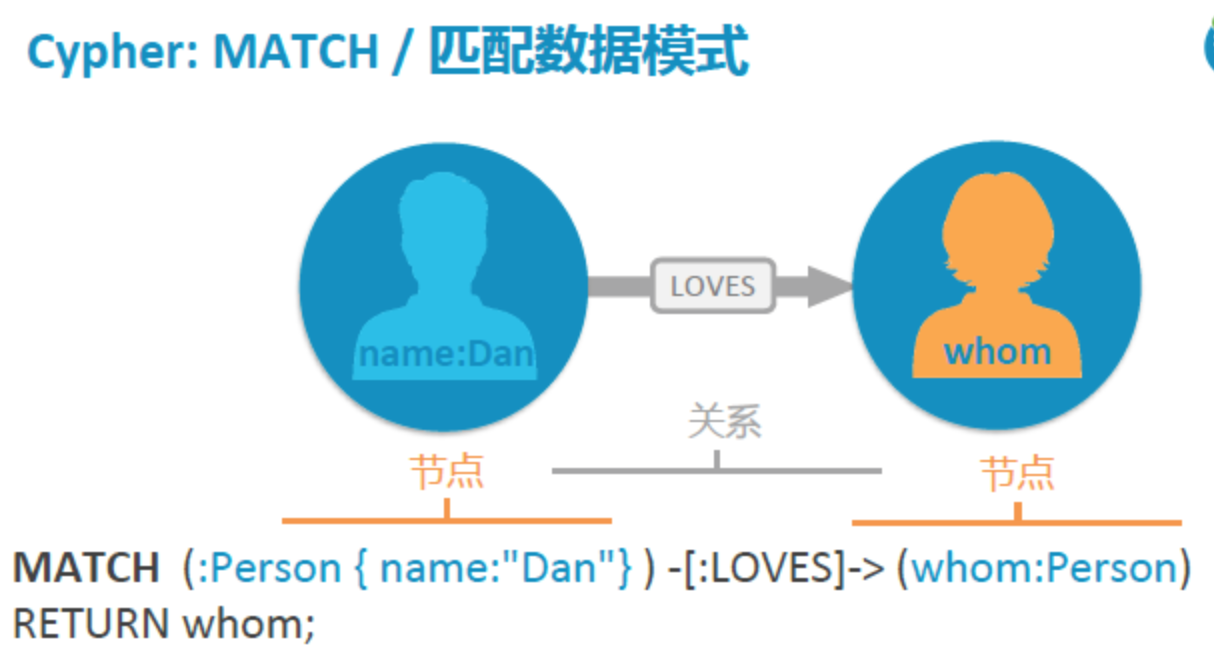 Cypher: MATCH / 匹配数据模式
name:Dan
LOVES
whom
关系
节点
节点
MATCH (:Person { name:"Dan"} ) -[:LOVES]-> (whom:Person)
RETURN whom;